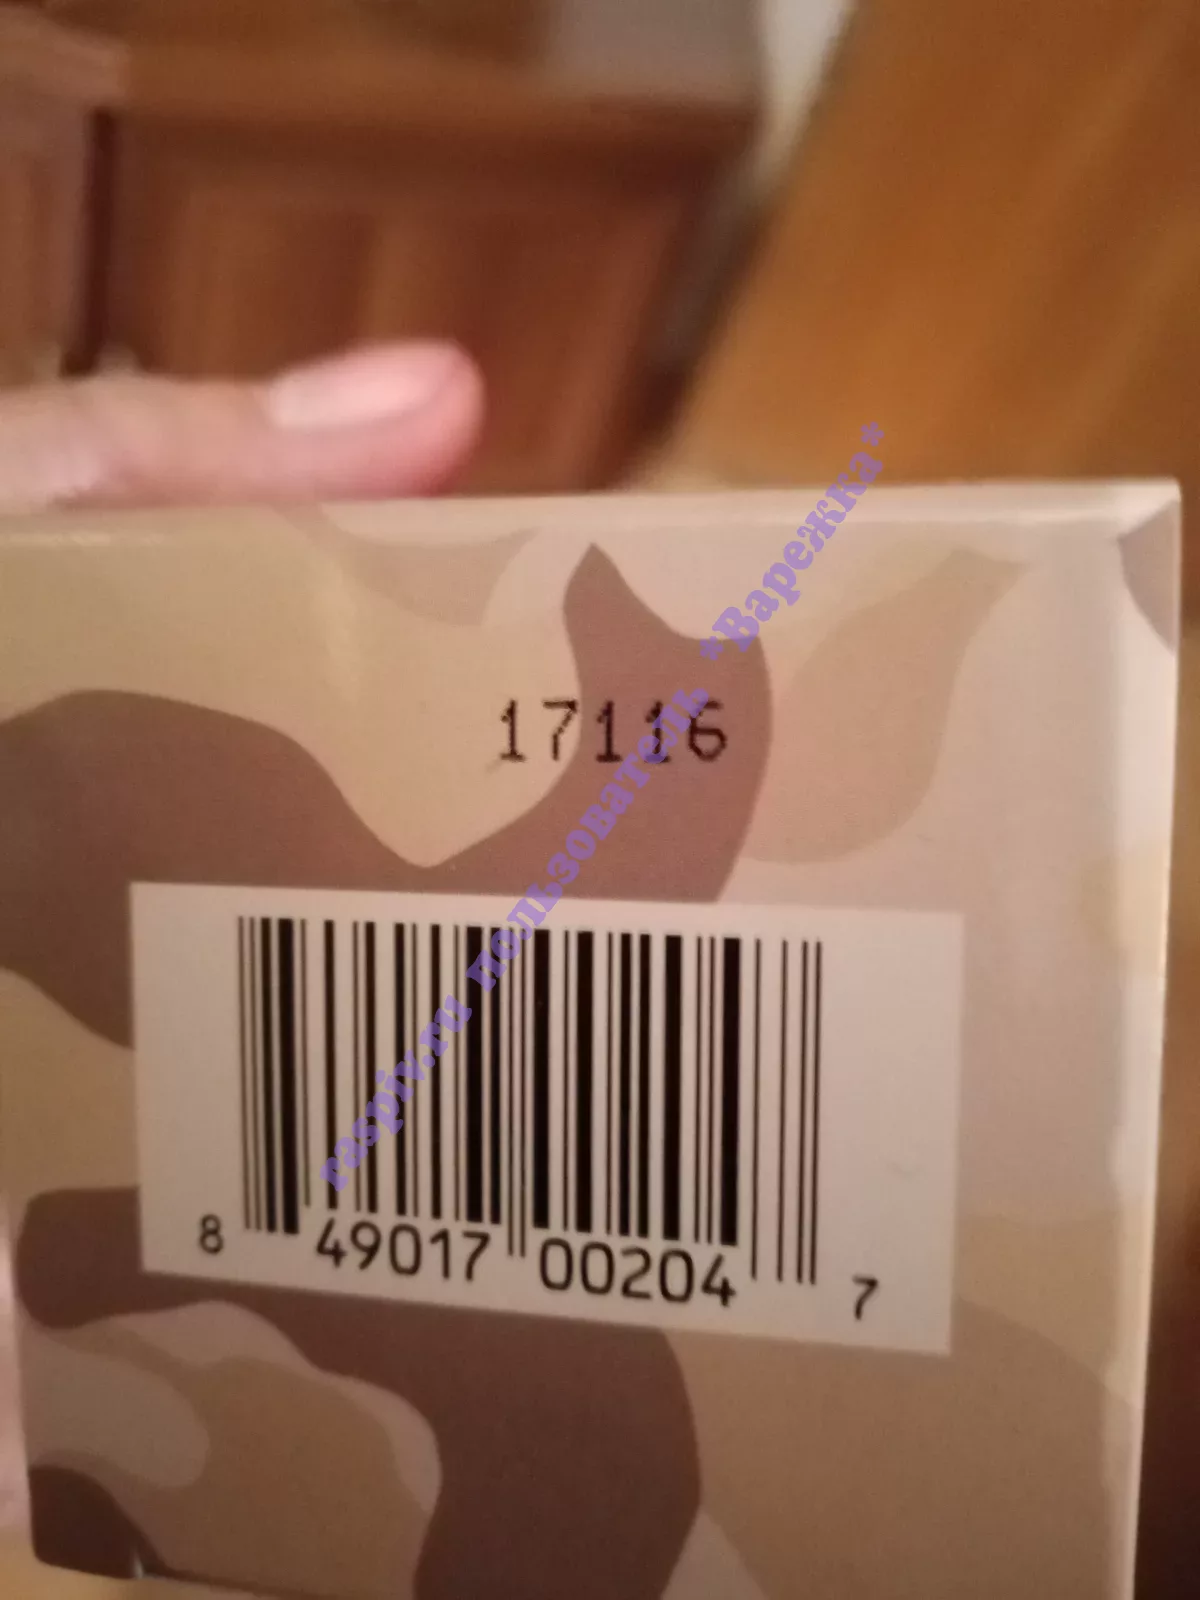 17116
raspiv.ru пользователь *Варежка*
8 49017 00204 7